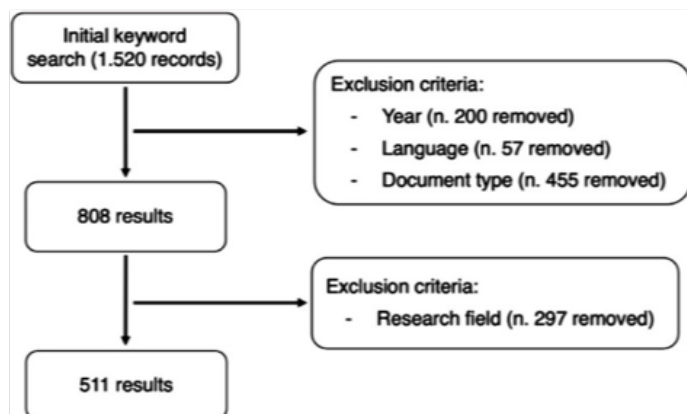 Initial keyword
search (1.520 records)
Exclusion criteria:
- Year (n. 200 removed)
- Language (n. 57 removed)
- Document type (n. 455 removed)
808 results
Exclusion criteria:
- Research field (n. 297 removed)
511 results